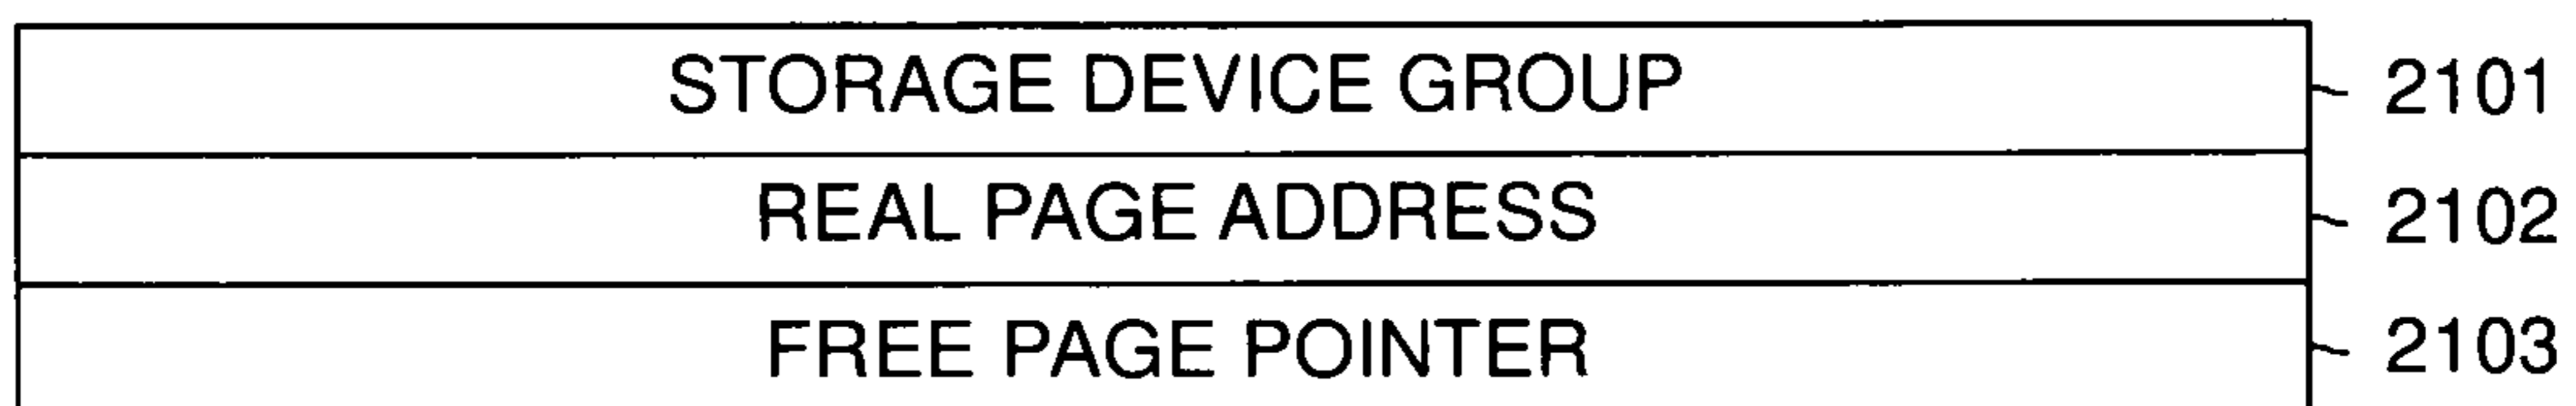 STORAGE DEVICE GROUP 2101
REAL PAGE ADDRESS 2102
FREE PAGE POINTER 2103